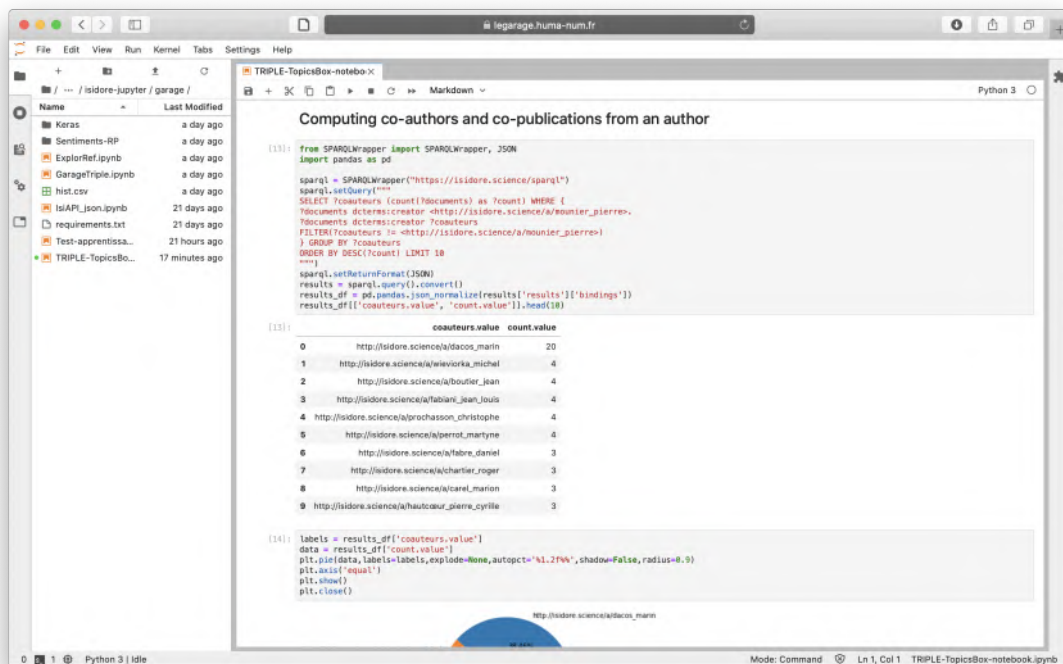 legarage.huma-num.fr
File Edit View Run Kernel Tabs Settings Help
TRIPLE-TopicsBox-notebo
/ ··· / isidore-jupyter / garage /
Markdown
Python 3
Name Last Modified
Keras a day ago
Sentiments-RP a day ago
ExplorRef.ipynb a day ago
GarageTriple.ipynb a day ago
hist.csv a day ago
IsiAPI_json.ipynb 21 days ago
requirements.txt 21 days ago
Test-apprentissa... 21 hours ago
TRIPLE-TopicsBo... 17 minutes ago
Computing co-authors and co-publications from an author
[13]: from SPARQLWrapper import SPARQLWrapper, JSON
import pandas as pd
sparql = SPARQLWrapper("https://isidore.science/sparql")
sparql.setQuery("""
SELECT ?coauteurs (count(?documents) as ?count) WHERE {
?documents dcterms:creator <http://isidore.science/a/mounier_pierre>.
?documents dcterms:creator ?coauteurs
FILTER(?coauteurs != <http://isidore.science/a/mounier_pierre>)
} GROUP BY ?coauteurs
ORDER BY DESC(?count) LIMIT 10
""")
sparql.setReturnFormat(JSON)
results = sparql.query().convert()
results_df = pd.pandas.json_normalize(results['results']['bindings'])
results_df[['coauteurs.value', 'count.value']].head(10)
[13]:
coauteurs.value count.value
0 http://isidore.science/a/dacos_marin 20
1 http://isidore.science/a/wieviorka_michel 4
2 http://isidore.science/a/boutier_jean 4
3 http://isidore.science/a/fabiani_jean_louis 4
4 http://isidore.science/a/prochasson_christophe 4
5 http://isidore.science/a/perrot_martyne 4
6 http://isidore.science/a/fabre_daniel 3
7 http://isidore.science/a/chartier_roger 3
8 http://isidore.science/a/carel_marion 3
9 http://isidore.science/a/hautcœur_pierre_cyrille 3
[14]: labels = results_df['coauteurs.value']
data = results_df['count.value']
plt.pie(data,labels=labels,explode=None,autopct='%1.2f%%',shadow=False,radius=0.9)
plt.axis('equal')
plt.show()
plt.close()
http://isidore.science/a/dacos_marin
0 1 Python 3 | Idle
Mode: Command Ln 1, Col 1 TRIPLE-TopicsBox-notebook.ipynb